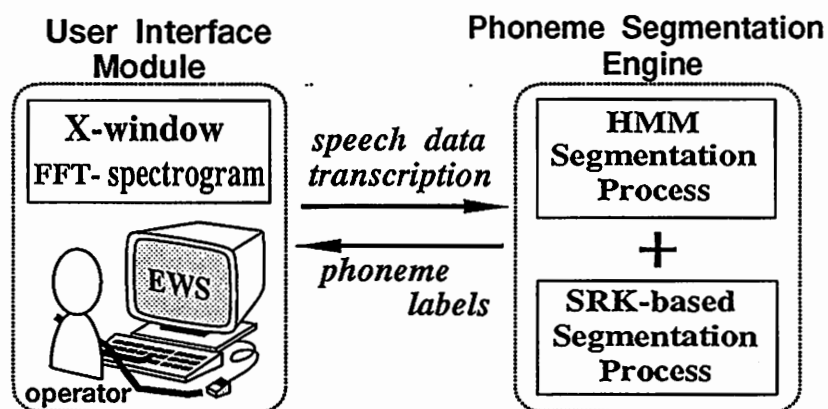 User Interface
Module
X-window
FFT- spectrogram
EWS
operator
speech data
transcription
phoneme
labels
Phoneme Segmentation
Engine
HMM
Segmentation
Process
+
SRK-based
Segmentation
Process